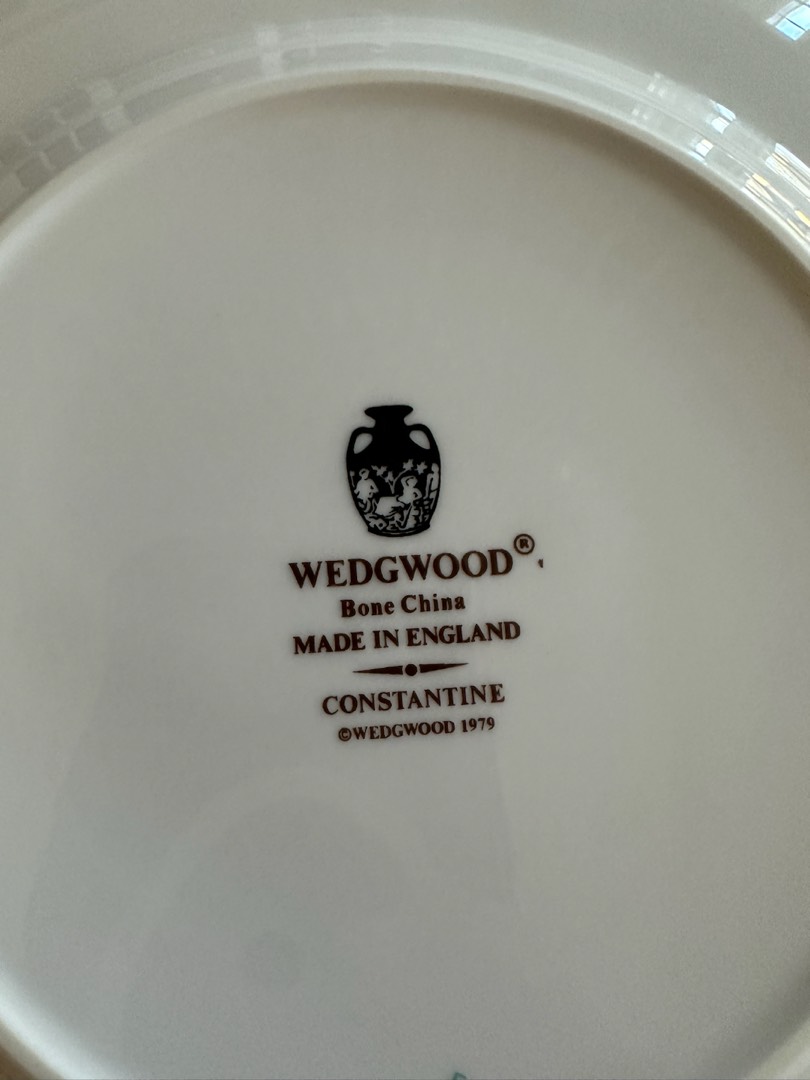 WEDGWOOD®
Bone China
MADE IN ENGLAND
CONSTANTINE
©WEDGWOOD 1979